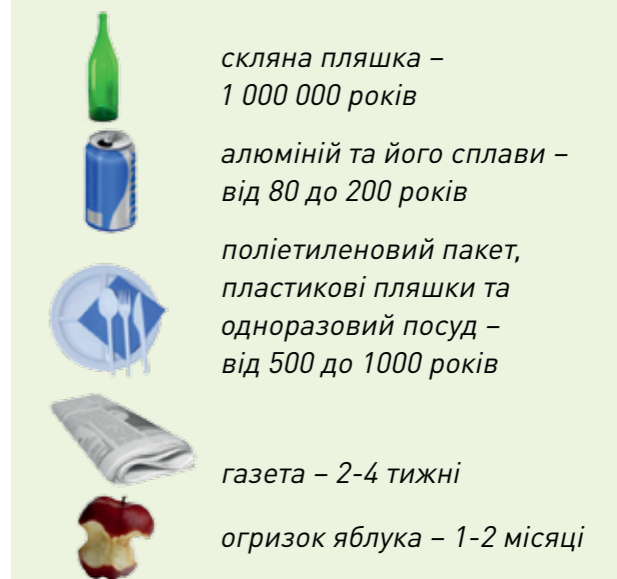 скляна пляшка –
1 000 000 років
алюміній та його сплави –
від 80 до 200 років
поліетиленовий пакет,
пластикові пляшки та
одноразовий посуд –
від 500 до 1000 років
газета – 2-4 тижні
огризок яблука – 1-2 місяці